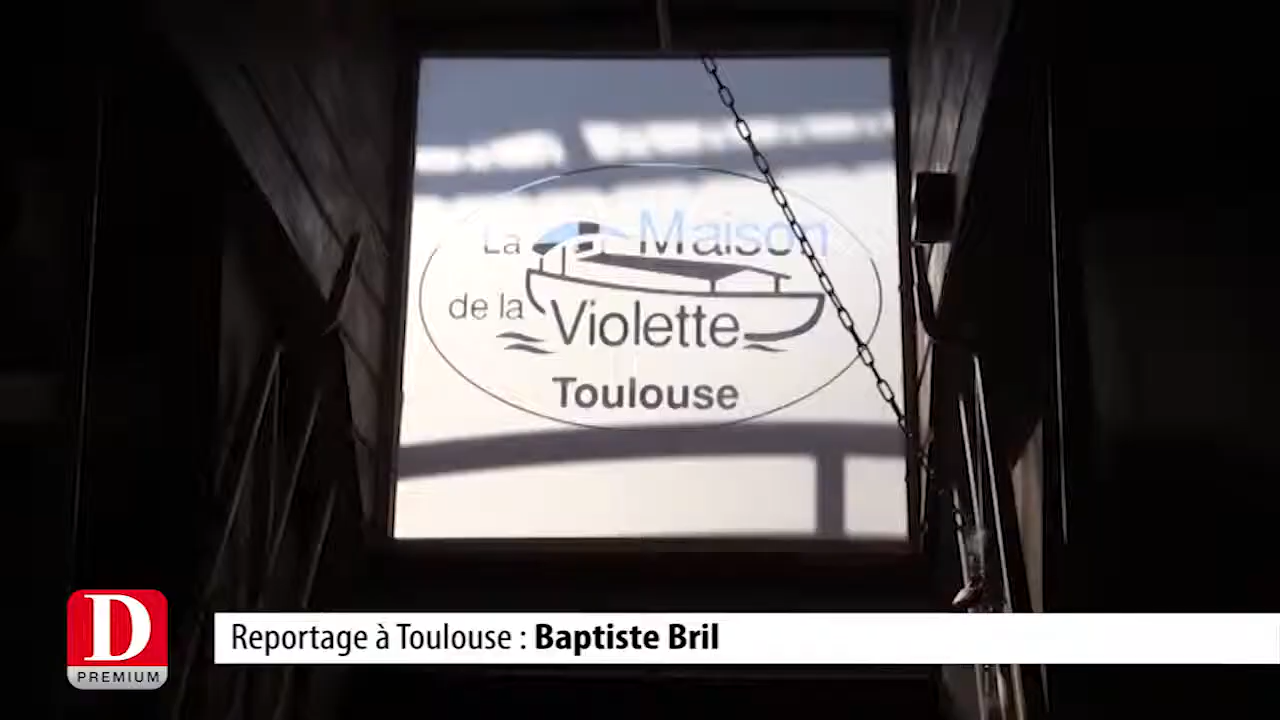 La Maison
de la Violette
Toulouse
D
PREMIUM
Reportage à Toulouse : Baptiste Bril